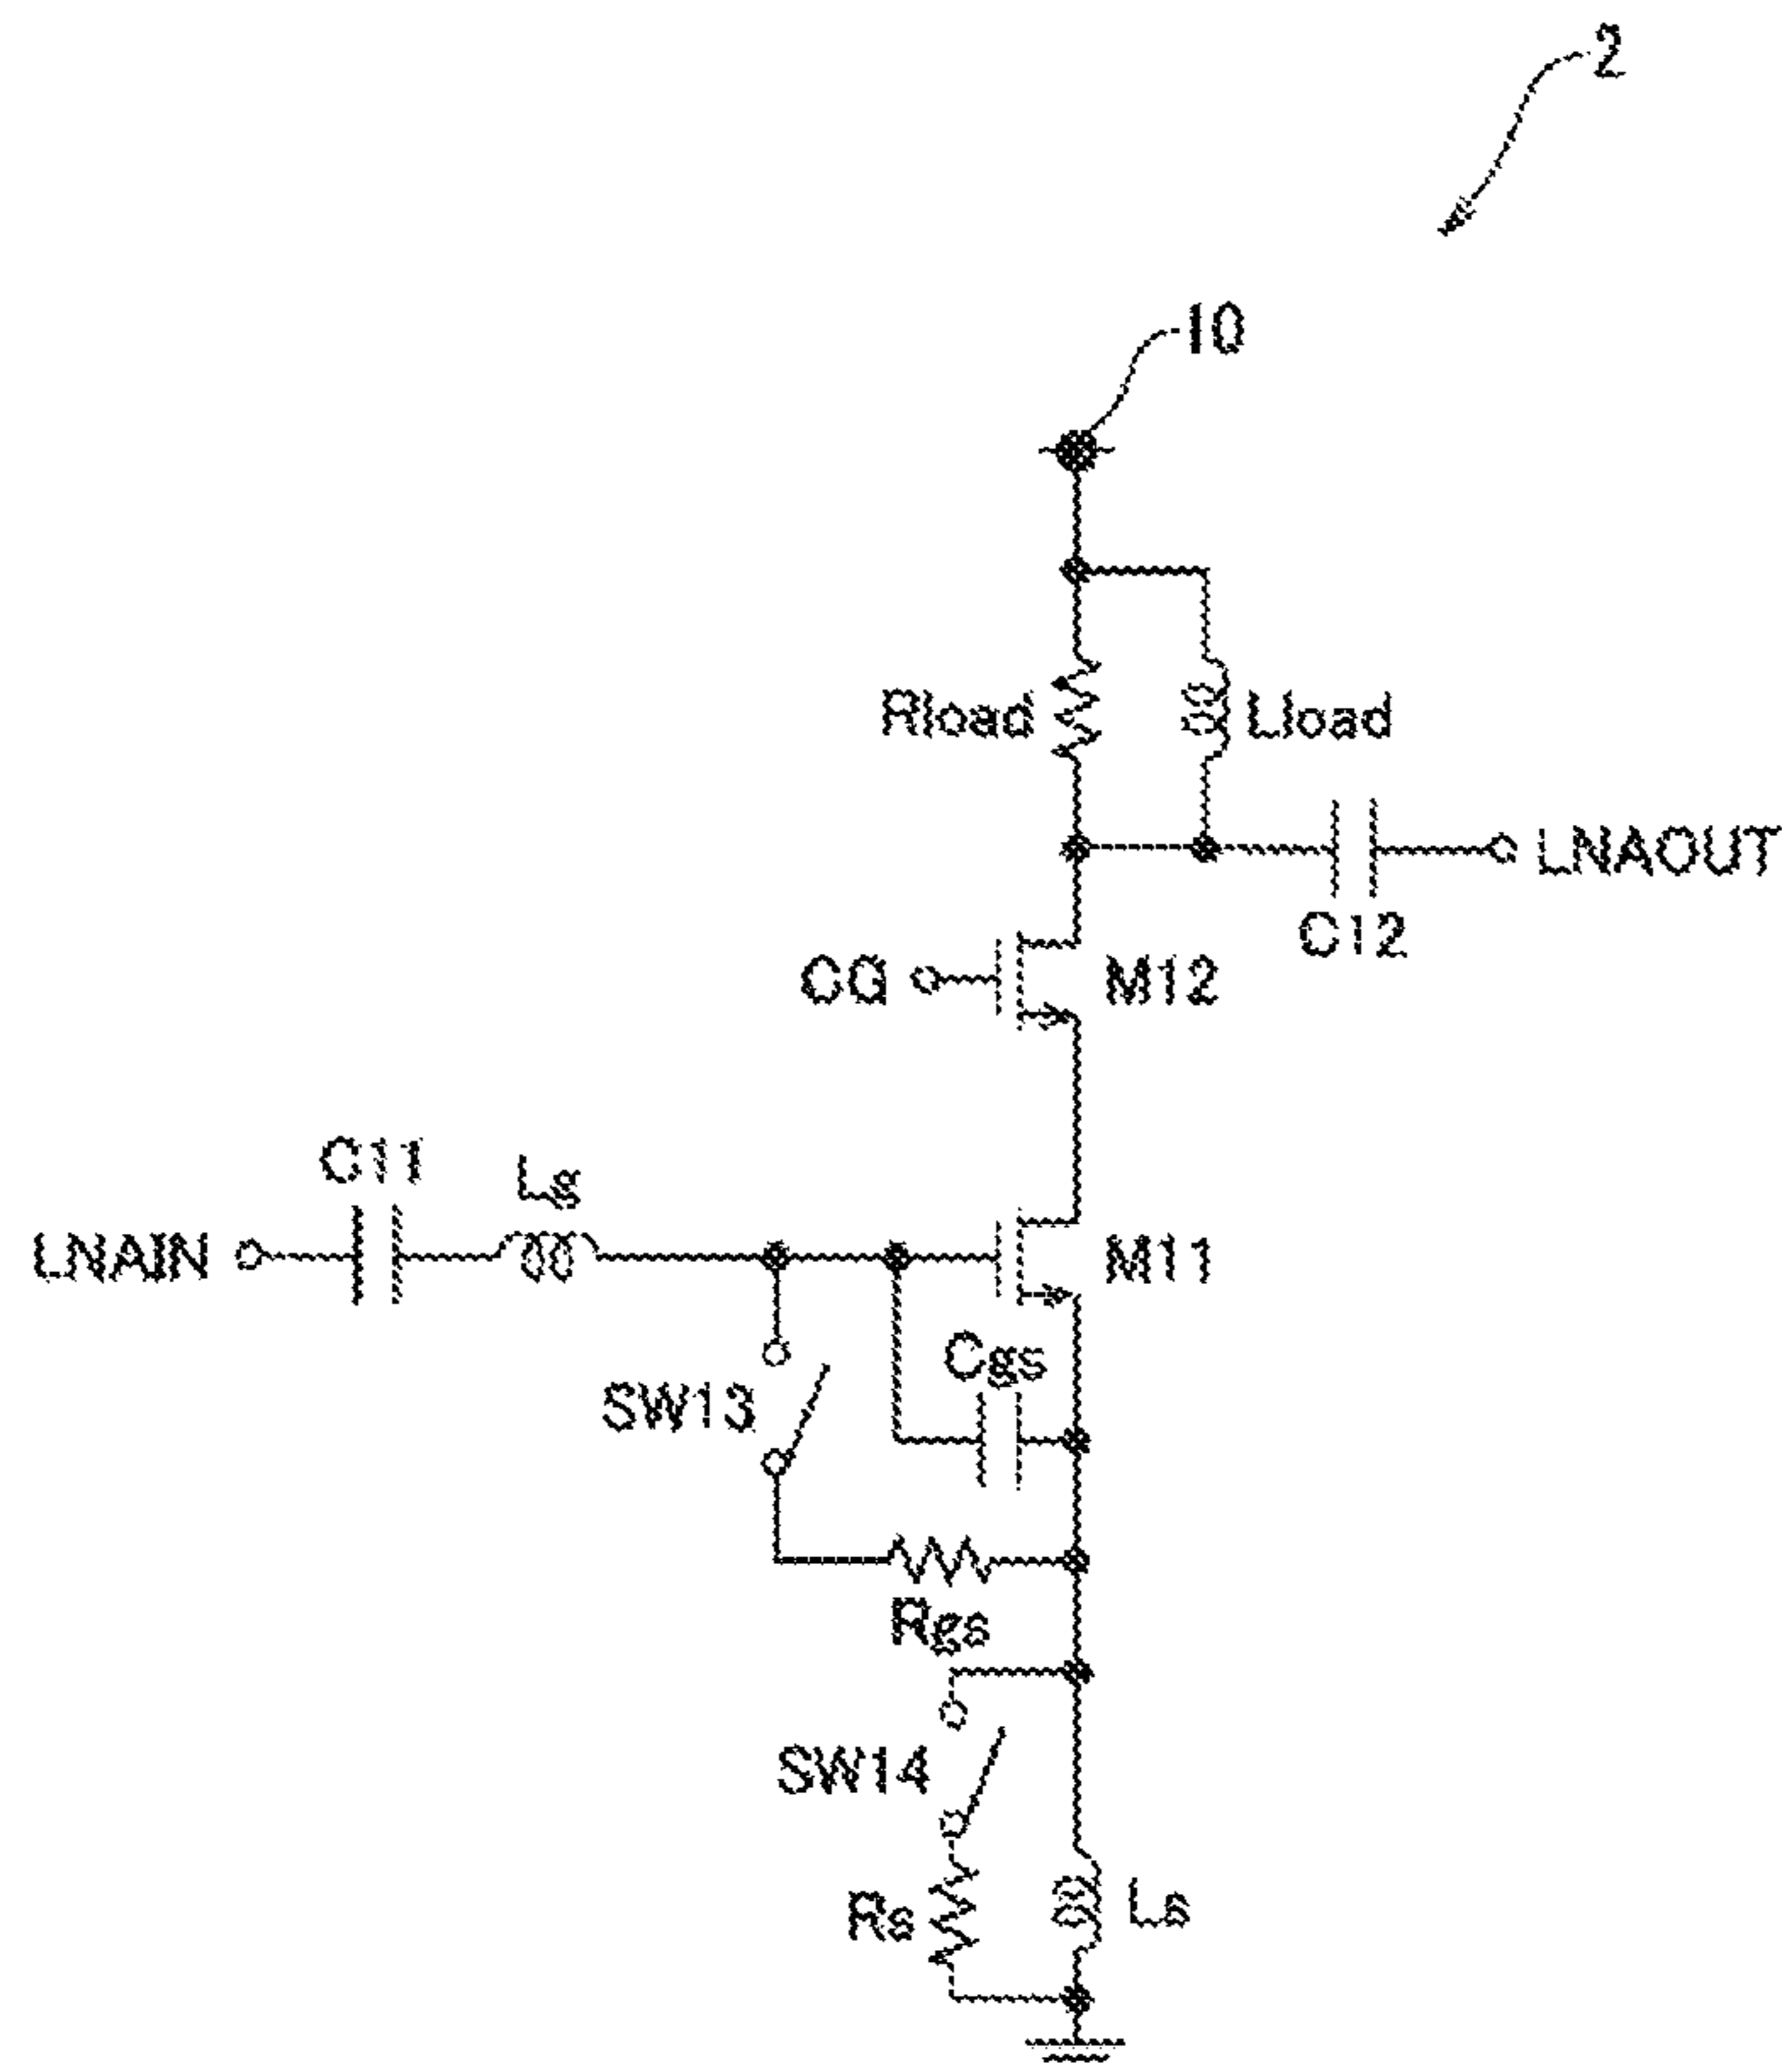 2
10
Rload
Lload
LNAOUT
C12
CG
M12
C11
Lg
LNAIN
M11
Cgs
SW13
Rgs
SW14
Rs
Ls